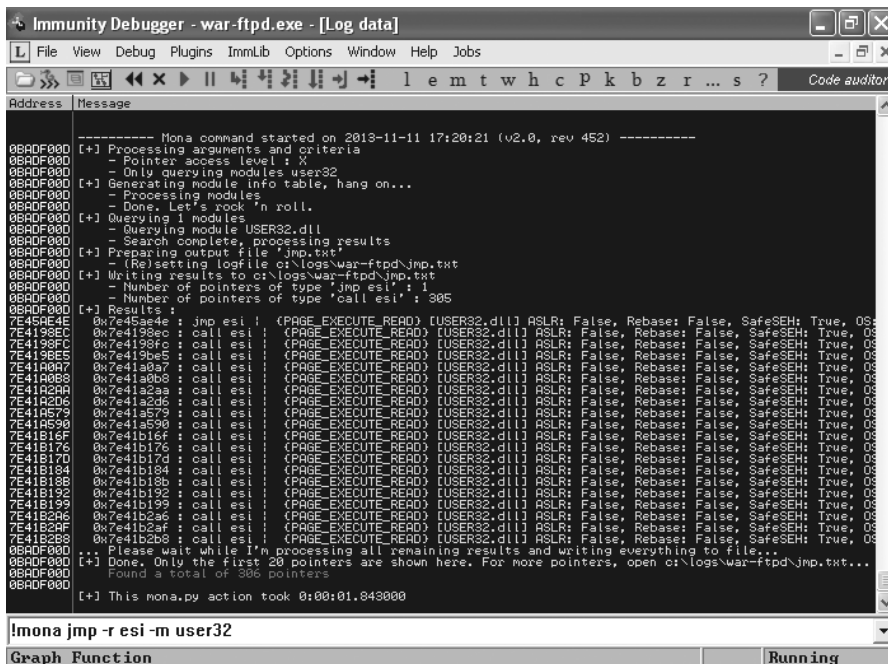 Immunity Debugger - war-ftpd.exe - [Log data]
L File View Debug Plugins ImmLib Options Window Help Jobs
l e m t w h c P k b z r ... s ? Code auditor
Address Message
---------- Mona command started on 2013-11-11 17:20:21 (v2.0, rev 452) ----------
0BADF00D [+] Processing arguments and criteria
0BADF00D - Pointer access level : X
0BADF00D - Only querying modules user32
0BADF00D [+] Generating module info table, hang on...
0BADF00D - Processing modules
0BADF00D - Done. Let's rock 'n roll.
0BADF00D [+] Querying 1 modules
0BADF00D - Querying module USER32.dll
0BADF00D - Search complete, processing results
0BADF00D [+] Preparing output file 'jmp.txt'
0BADF00D - (Re)setting logfile c:\logs\war-ftpd\jmp.txt
0BADF00D [+] Writing results to c:\logs\war-ftpd\jmp.txt
0BADF00D - Number of pointers of type 'jmp esi' : 1
0BADF00D - Number of pointers of type 'call esi' : 305
0BADF00D [+] Results :
7E45AE4E 0x7e45ae4e : jmp esi | {PAGE_EXECUTE_READ} [USER32.dll] ASLR: False, Rebase: False, SafeSEH: True, OS:
7E4198EC 0x7e4198ec : call esi | {PAGE_EXECUTE_READ} [USER32.dll] ASLR: False, Rebase: False, SafeSEH: True, OS
7E4198FC 0x7e4198fc : call esi | {PAGE_EXECUTE_READ} [USER32.dll] ASLR: False, Rebase: False, SafeSEH: True, OS
7E419BE5 0x7e419be5 : call esi | {PAGE_EXECUTE_READ} [USER32.dll] ASLR: False, Rebase: False, SafeSEH: True, OS
7E41A0A7 0x7e41a0a7 : call esi | {PAGE_EXECUTE_READ} [USER32.dll] ASLR: False, Rebase: False, SafeSEH: True, OS
7E41A0B8 0x7e41a0b8 : call esi | {PAGE_EXECUTE_READ} [USER32.dll] ASLR: False, Rebase: False, SafeSEH: True, OS
7E41A2AA 0x7e41a2aa : call esi | {PAGE_EXECUTE_READ} [USER32.dll] ASLR: False, Rebase: False, SafeSEH: True, OS
7E41A2D6 0x7e41a2d6 : call esi | {PAGE_EXECUTE_READ} [USER32.dll] ASLR: False, Rebase: False, SafeSEH: True, OS
7E41A579 0x7e41a579 : call esi | {PAGE_EXECUTE_READ} [USER32.dll] ASLR: False, Rebase: False, SafeSEH: True, OS
7E41A590 0x7e41a590 : call esi | {PAGE_EXECUTE_READ} [USER32.dll] ASLR: False, Rebase: False, SafeSEH: True, OS
7E41B16F 0x7e41b16f : call esi | {PAGE_EXECUTE_READ} [USER32.dll] ASLR: False, Rebase: False, SafeSEH: True, OS
7E41B176 0x7e41b176 : call esi | {PAGE_EXECUTE_READ} [USER32.dll] ASLR: False, Rebase: False, SafeSEH: True, OS
7E41B17D 0x7e41b17d : call esi | {PAGE_EXECUTE_READ} [USER32.dll] ASLR: False, Rebase: False, SafeSEH: True, OS
7E41B184 0x7e41b184 : call esi | {PAGE_EXECUTE_READ} [USER32.dll] ASLR: False, Rebase: False, SafeSEH: True, OS
7E41B18B 0x7e41b18b : call esi | {PAGE_EXECUTE_READ} [USER32.dll] ASLR: False, Rebase: False, SafeSEH: True, OS
7E41B192 0x7e41b192 : call esi | {PAGE_EXECUTE_READ} [USER32.dll] ASLR: False, Rebase: False, SafeSEH: True, OS
7E41B199 0x7e41b199 : call esi | {PAGE_EXECUTE_READ} [USER32.dll] ASLR: False, Rebase: False, SafeSEH: True, OS
7E41B2A6 0x7e41b2a6 : call esi | {PAGE_EXECUTE_READ} [USER32.dll] ASLR: False, Rebase: False, SafeSEH: True, OS
7E41B2AF 0x7e41b2af : call esi | {PAGE_EXECUTE_READ} [USER32.dll] ASLR: False, Rebase: False, SafeSEH: True, OS
7E41B2B8 0x7e41b2b8 : call esi | {PAGE_EXECUTE_READ} [USER32.dll] ASLR: False, Rebase: False, SafeSEH: True, OS
0BADF00D ... Please wait while I'm processing all remaining results and writing everything to file...
0BADF00D [+] Done. Only the first 20 pointers are shown here. For more pointers, open c:\logs\war-ftpd\jmp.txt...
0BADF00D Found a total of 306 pointers
0BADF00D
[+] This mona.py action took 0:00:01.843000
!mona jmp -r esi -m user32
Graph Function Running